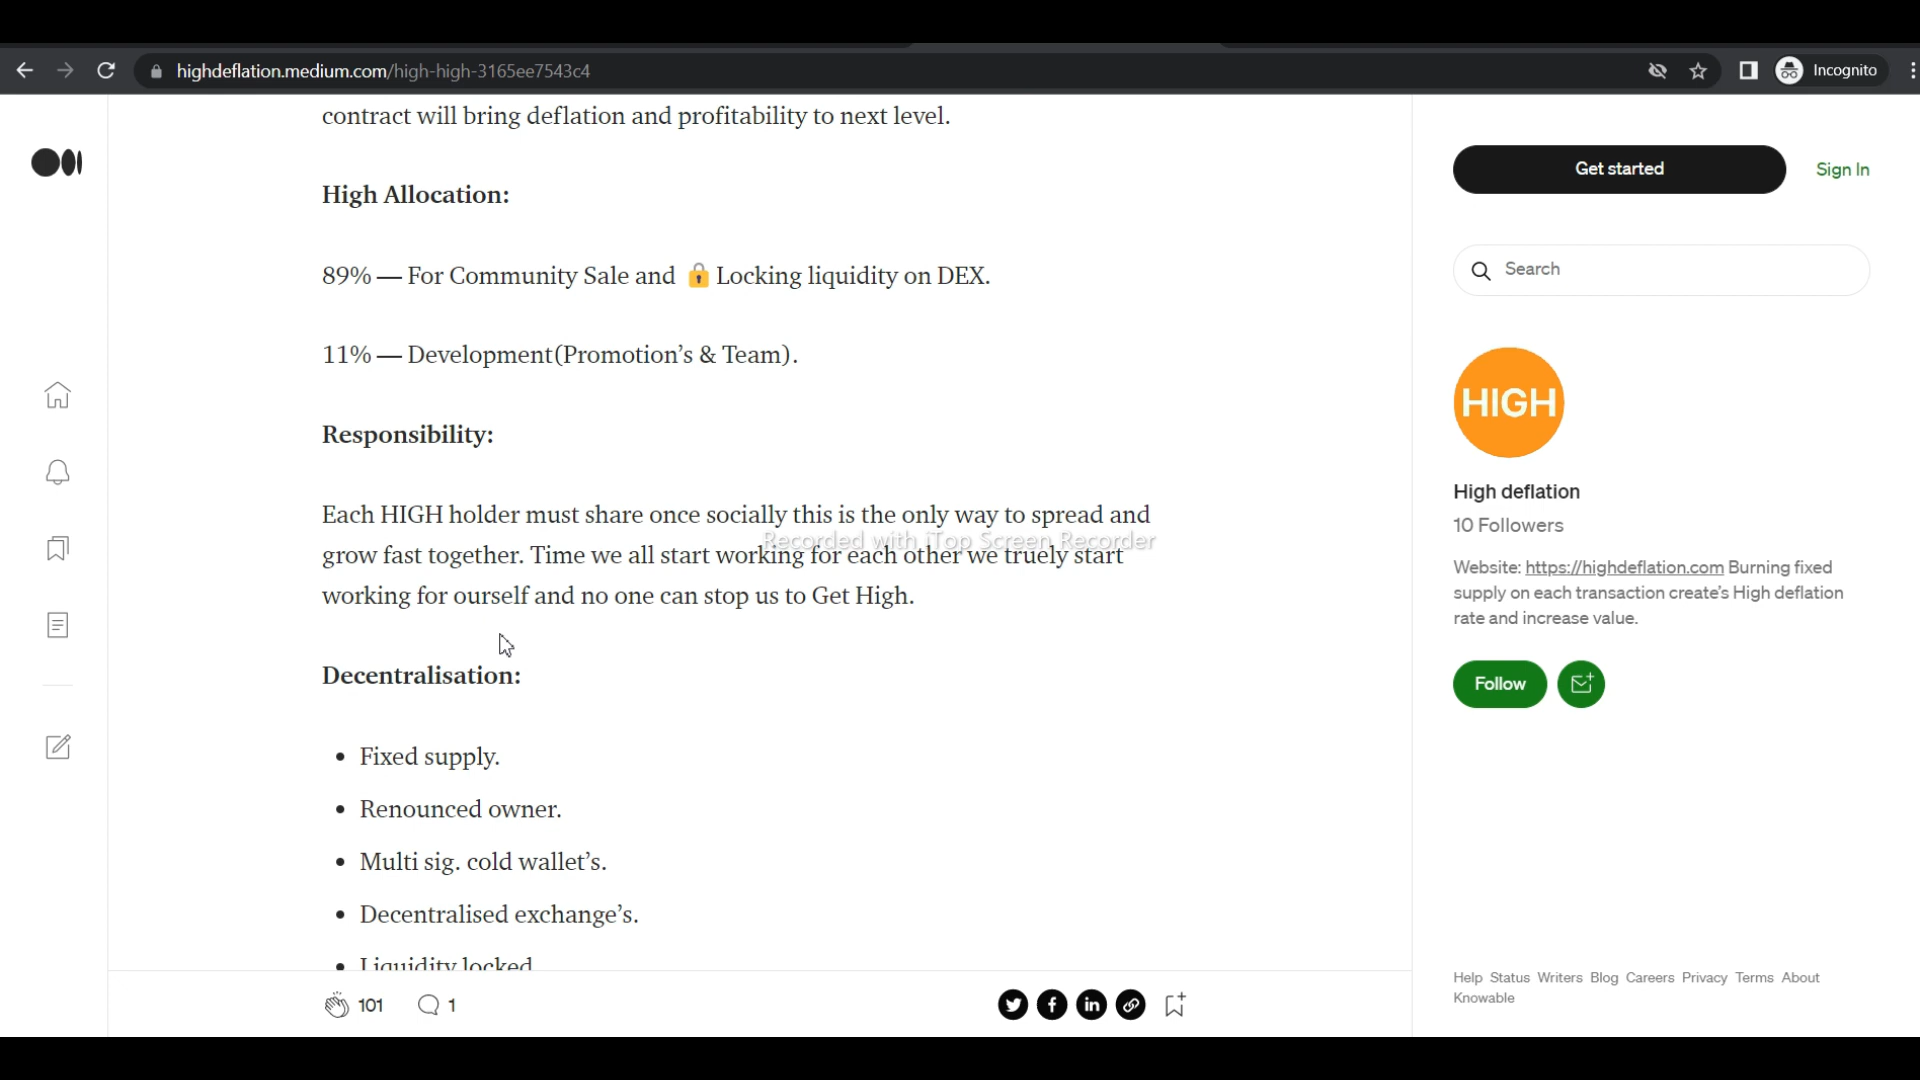 highdeflation.medium.com/high-high-3165ee7543c4
Incognito
contract will bring deflation and profitability to next level.
High Allocation:
89% — For Community Sale and 🔒 Locking liquidity on DEX.
11% — Development(Promotion’s & Team).
Responsibility:
Each HIGH holder must share once socially this is the only way to spread and
grow fast together. Time we all start working for each other we truely start
working for ourself and no one can stop us to Get High.
Recorded with iTop Screen Recorder
Decentralisation:
• Fixed supply.
• Renounced owner.
• Multi sig. cold wallet’s.
• Decentralised exchange’s.
• Liquidity locked
101
1
Get started
Sign In
Search
HIGH
High deflation
10 Followers
Website: https://highdeflation.com Burning fixed
supply on each transaction create’s High deflation
rate and increase value.
Follow
Help Status Writers Blog Careers Privacy Terms About
Knowable